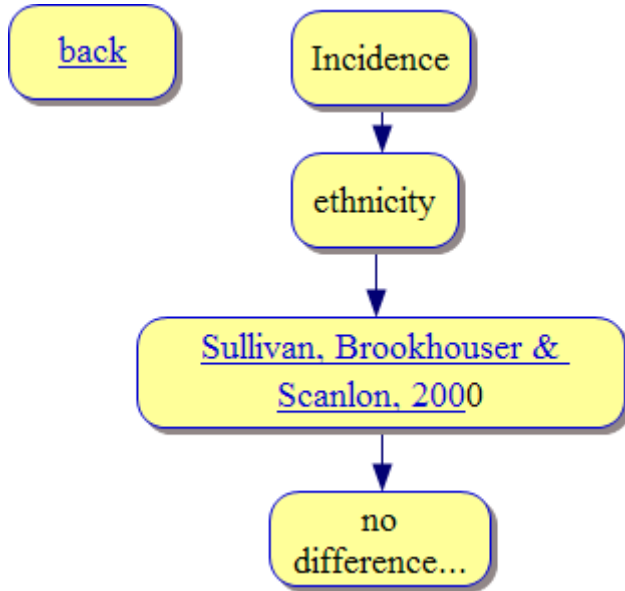 back
Incidence
ethnicity
Sullivan, Brookhouser &
Scanlon, 2000
no
difference...